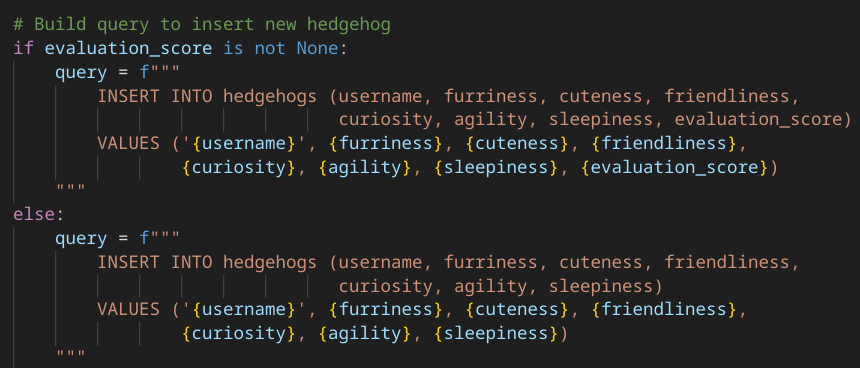 # Build query to insert new hedgehog
if evaluation_score is not None:
    query = f"""
        INSERT INTO hedgehogs (username, furriness, cuteness, friendliness,
                               curiosity, agility, sleepiness, evaluation_score)
        VALUES ('{username}', {furriness}, {cuteness}, {friendliness},
                {curiosity}, {agility}, {sleepiness}, {evaluation_score})
    """
else:
    query = f"""
        INSERT INTO hedgehogs (username, furriness, cuteness, friendliness,
                               curiosity, agility, sleepiness)
        VALUES ('{username}', {furriness}, {cuteness}, {friendliness},
                {curiosity}, {agility}, {sleepiness})
    """